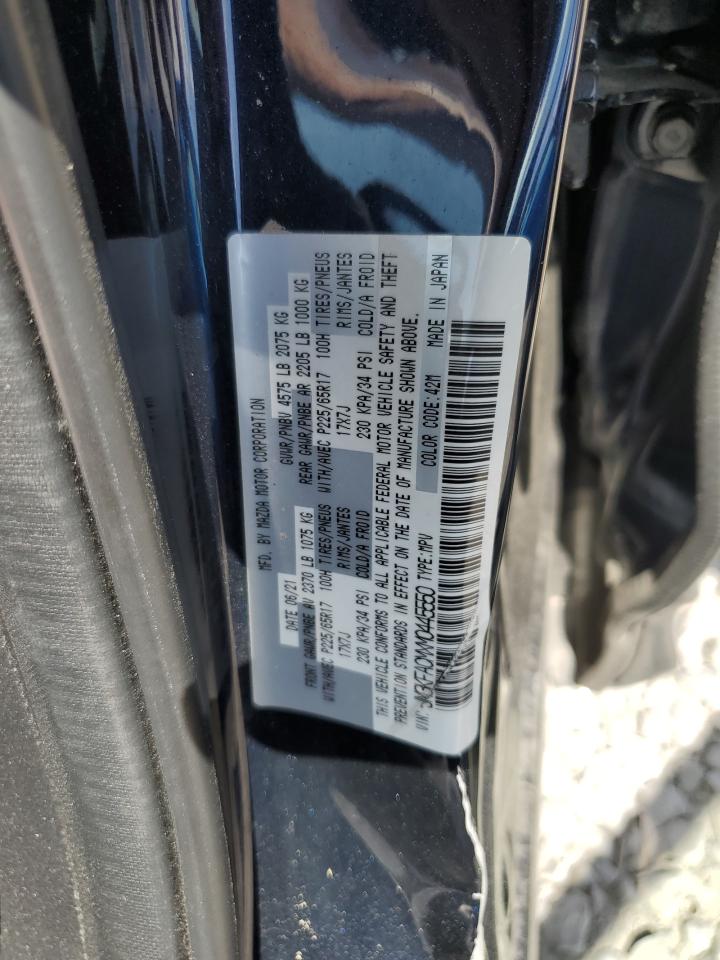 MFD. BY MAZDA MOTOR CORPORATION
DATE 06/21 GVWR/PNBV 4575 LB 2075 KG
FRONT GAWR/PNBE AV 2370 LB 1075 KG REAR GAWR/PNBE AR 2205 LB 1000 KG
WITH/AVEC P225/65R17 100H TIRES/PNEUS WITH/AVEC P225/65R17 100H TIRES/PNEUS
17X7J RIMS/JANTES 17X7J RIMS/JANTES
230 KPA/34 PSI COLD/A FROID 230 KPA/34 PSI COLD/A FROID
THIS VEHICLE CONFORMS TO ALL APPLICABLE FEDERAL MOTOR VEHICLE SAFETY AND THEFT
PREVENTION STANDARDS IN EFFECT ON THE DATE OF MANUFACTURE SHOWN ABOVE.
VIN: TYPE:MPV COLOR CODE:42M MADE IN JAPAN